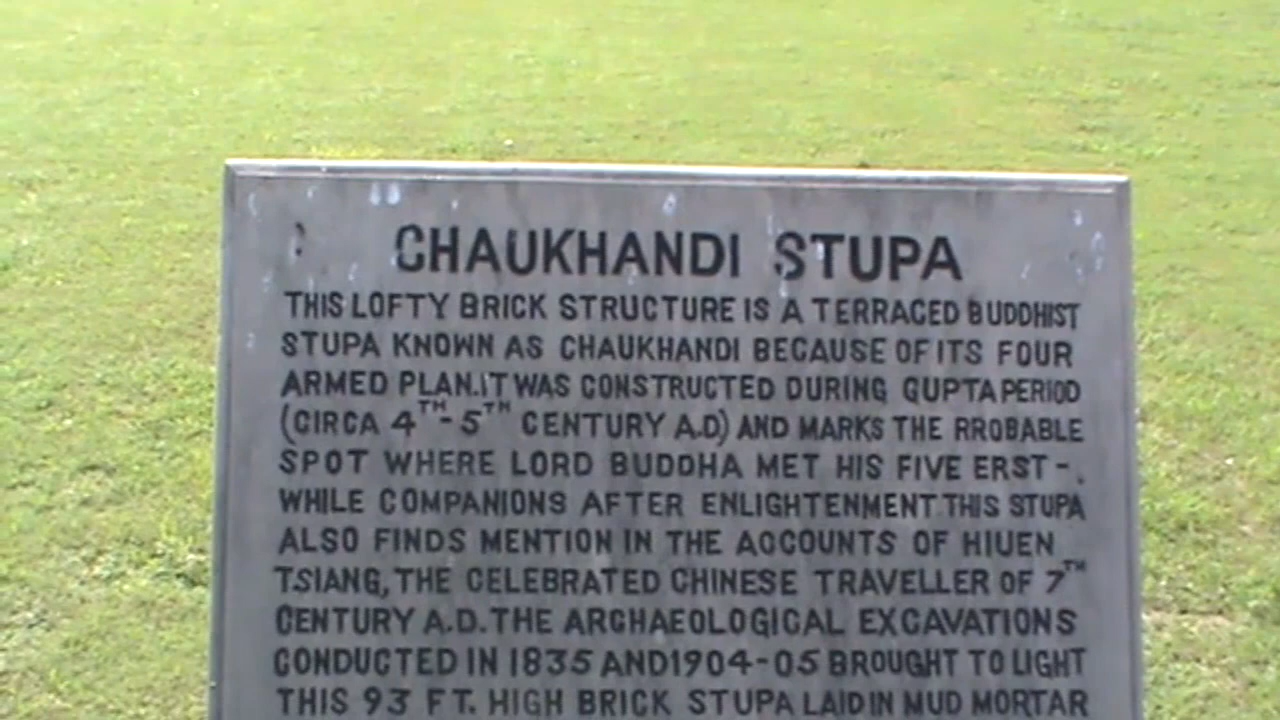 CHAUKHANDI STUPA
THIS LOFTY BRICK STRUCTURE IS A TERRACED BUDDHIST
STUPA KNOWN AS CHAUKHANDI BECAUSE OF ITS FOUR
ARMED PLAN.IT WAS CONSTRUCTED DURING GUPTA PERIOD
(CIRCA 4TH-5TH CENTURY A.D) AND MARKS THE RROBABLE
SPOT WHERE LORD BUDDHA MET HIS FIVE ERST-
WHILE COMPANIONS AFTER ENLIGHTENMENT THIS STUPA
ALSO FINDS MENTION IN THE ACCOUNTS OF HIUEN
TSIANG, THE CELEBRATED CHINESE TRAVELLER OF 7TH
CENTURY A.D. THE ARCHAEOLOGICAL EXCAVATIONS
CONDUCTED IN 1835 AND 1904-05 BROUGHT TO LIGHT
THIS 93 FT. HIGH BRICK STUPA LAID IN MUD MORTAR